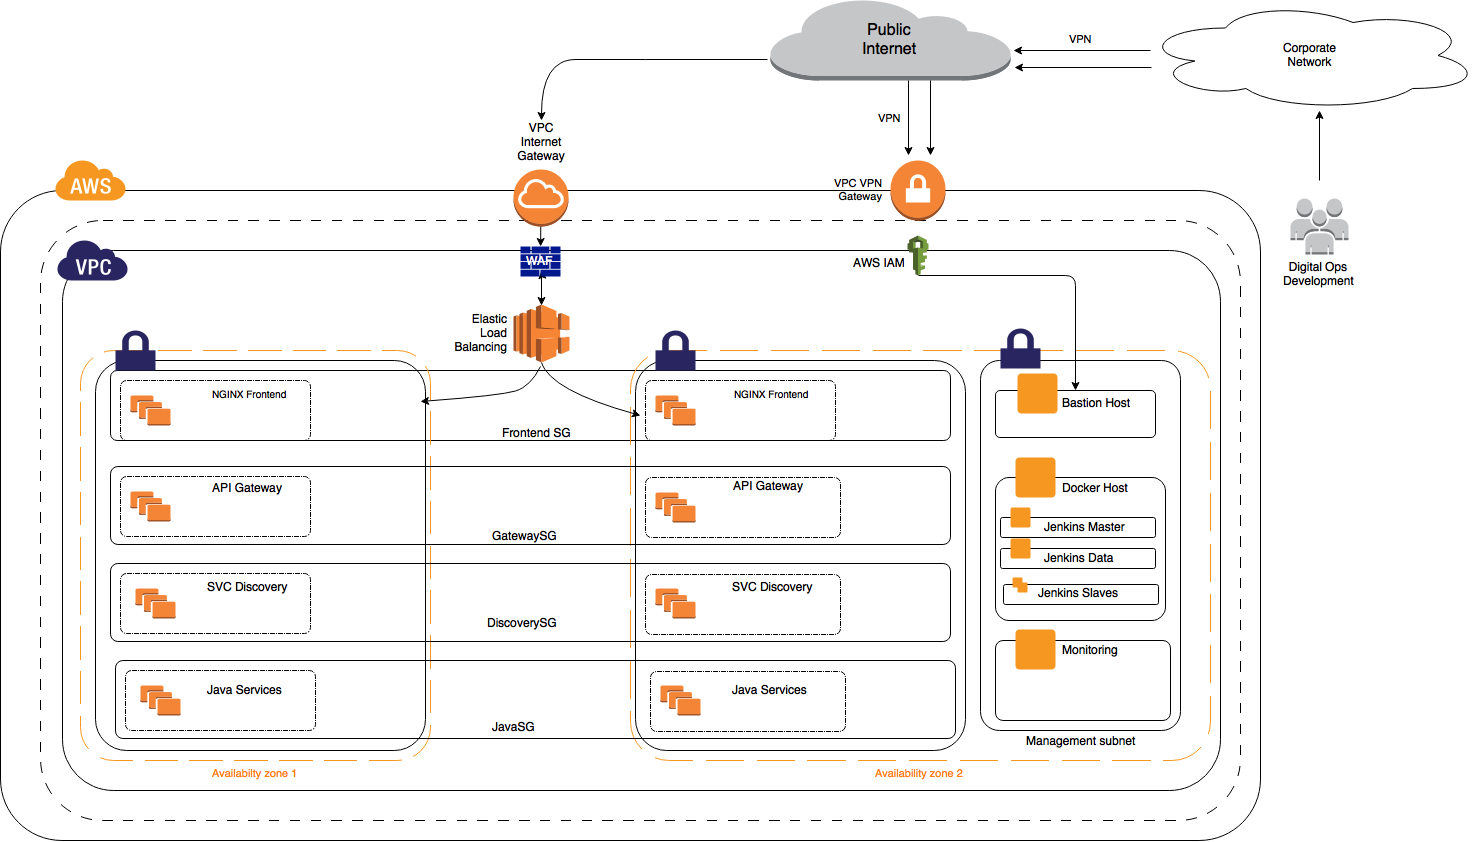 Public
Internet
VPN
Corporate
Network
VPN
VPC
Internet
Gateway
AWS
VPC VPN
Gateway
VPC
WAF
AWS IAM
Digital Ops
Development
Elastic
Load
Balancing
NGINX Frontend
NGINX Frontend
Bastion Host
Frontend SG
API Gateway
API Gateway
Docker Host
GatewaySG
Jenkins Master
Jenkins Data
SVC Discovery
SVC Discovery
Jenkins Slaves
DiscoverySG
Monitoring
Java Services
Java Services
JavaSG
Management subnet
Availabilty zone 1
Availability zone 2